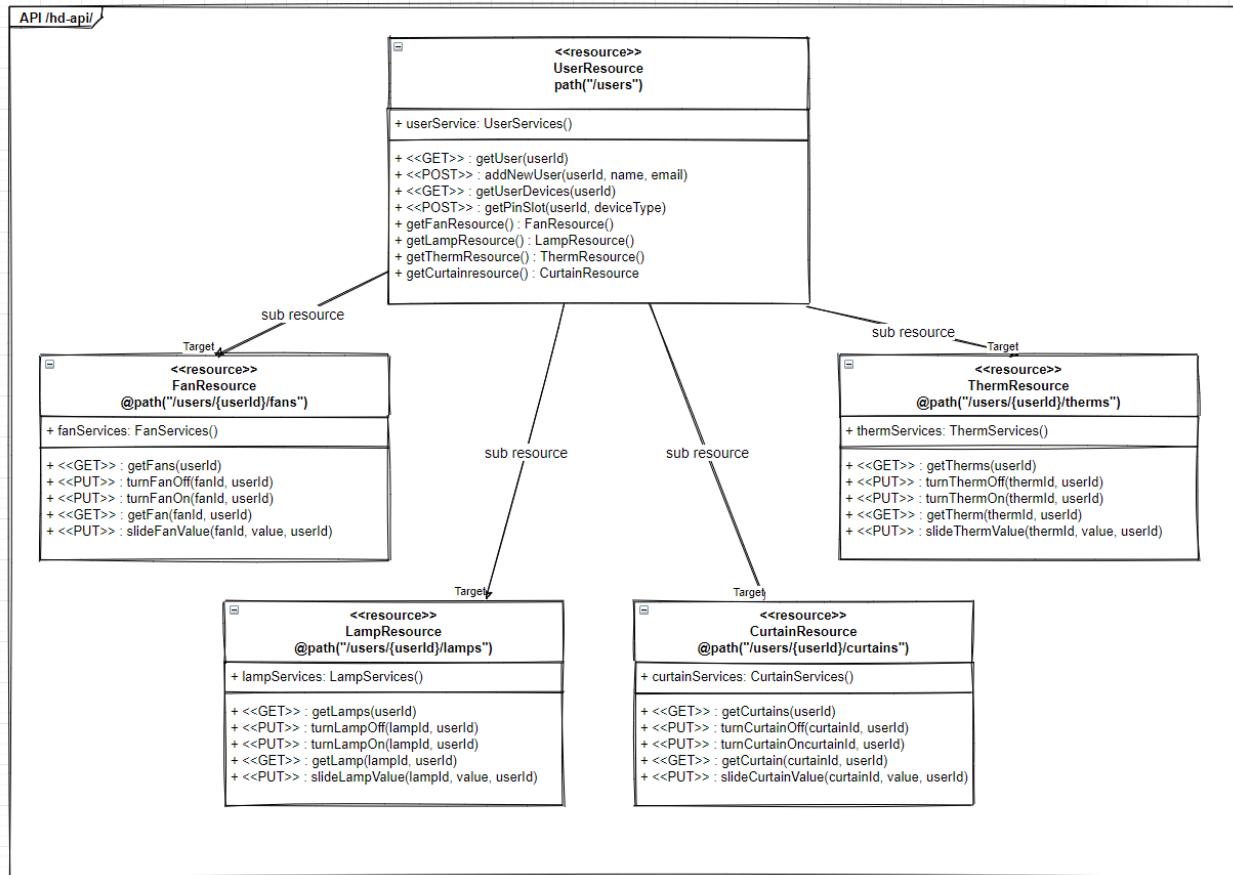 API /hd-api/
<<resource>>
UserResource
path("/users")
+ userService: UserServices()
+ <<GET>> : getUser(userId)
+ <<POST>> : addNewUser(userId, name, email)
+ <<GET>> : getUserDevices(userId)
+ <<POST>> : getPinSlot(userId, deviceType)
+ getFanResource() : FanResource()
+ getLampResource() : LampResource()
+ getThermResource() : ThermResource()
+ getCurtainresource() : CurtainResource
sub resource
sub resource
Target
Target
<<resource>>
FanResource
@path("/users/{userId}/fans")
+ fanServices: FanServices()
+ <<GET>> : getFans(userId)
+ <<PUT>> : turnFanOff(fanId, userId)
+ <<PUT>> : turnFanOn(fanId, userId)
+ <<GET>> : getFan(fanId, userId)
+ <<PUT>> : slideFanValue(fanId, value, userId)
<<resource>>
ThermResource
@path("/users/{userId}/therms")
+ thermServices: ThermServices()
+ <<GET>> : getTherms(userId)
+ <<PUT>> : turnThermOff(thermId, userId)
+ <<PUT>> : turnThermOn(thermId, userId)
+ <<GET>> : getTherm(thermId, userId)
+ <<PUT>> : slideThermValue(thermId, value, userId)
sub resource
sub resource
Target
Target
<<resource>>
LampResource
@path("/users/{userId}/lamps")
+ lampServices: LampServices()
+ <<GET>> : getLamps(userId)
+ <<PUT>> : turnLampOff(lampId, userId)
+ <<PUT>> : turnLampOn(lampId, userId)
+ <<GET>> : getLamp(lampId, userId)
+ <<PUT>> : slideLampValue(lampId, value, userId)
<<resource>>
CurtainResource
@path("/users/{userId}/curtains")
+ curtainServices: CurtainServices()
+ <<GET>> : getCurtains(userId)
+ <<PUT>> : turnCurtainOff(curtainId, userId)
+ <<PUT>> : turnCurtainOncurtainId, userId)
+ <<GET>> : getCurtain(curtainId, userId)
+ <<PUT>> : slideCurtainValue(curtainId, value, userId)